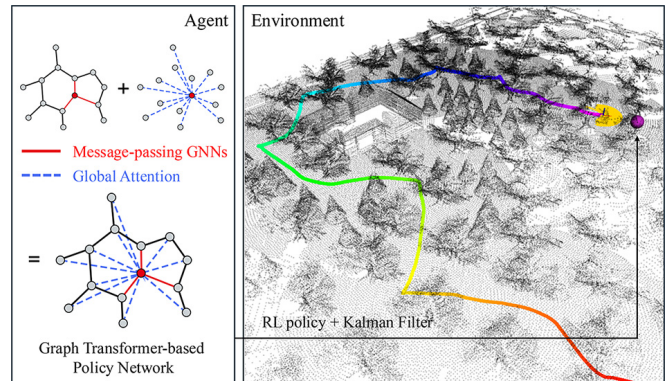 Agent
Environment
+
Message-passing GNNs
Global Attention
=
Graph Transformer-based
Policy Network
RL policy + Kalman Filter